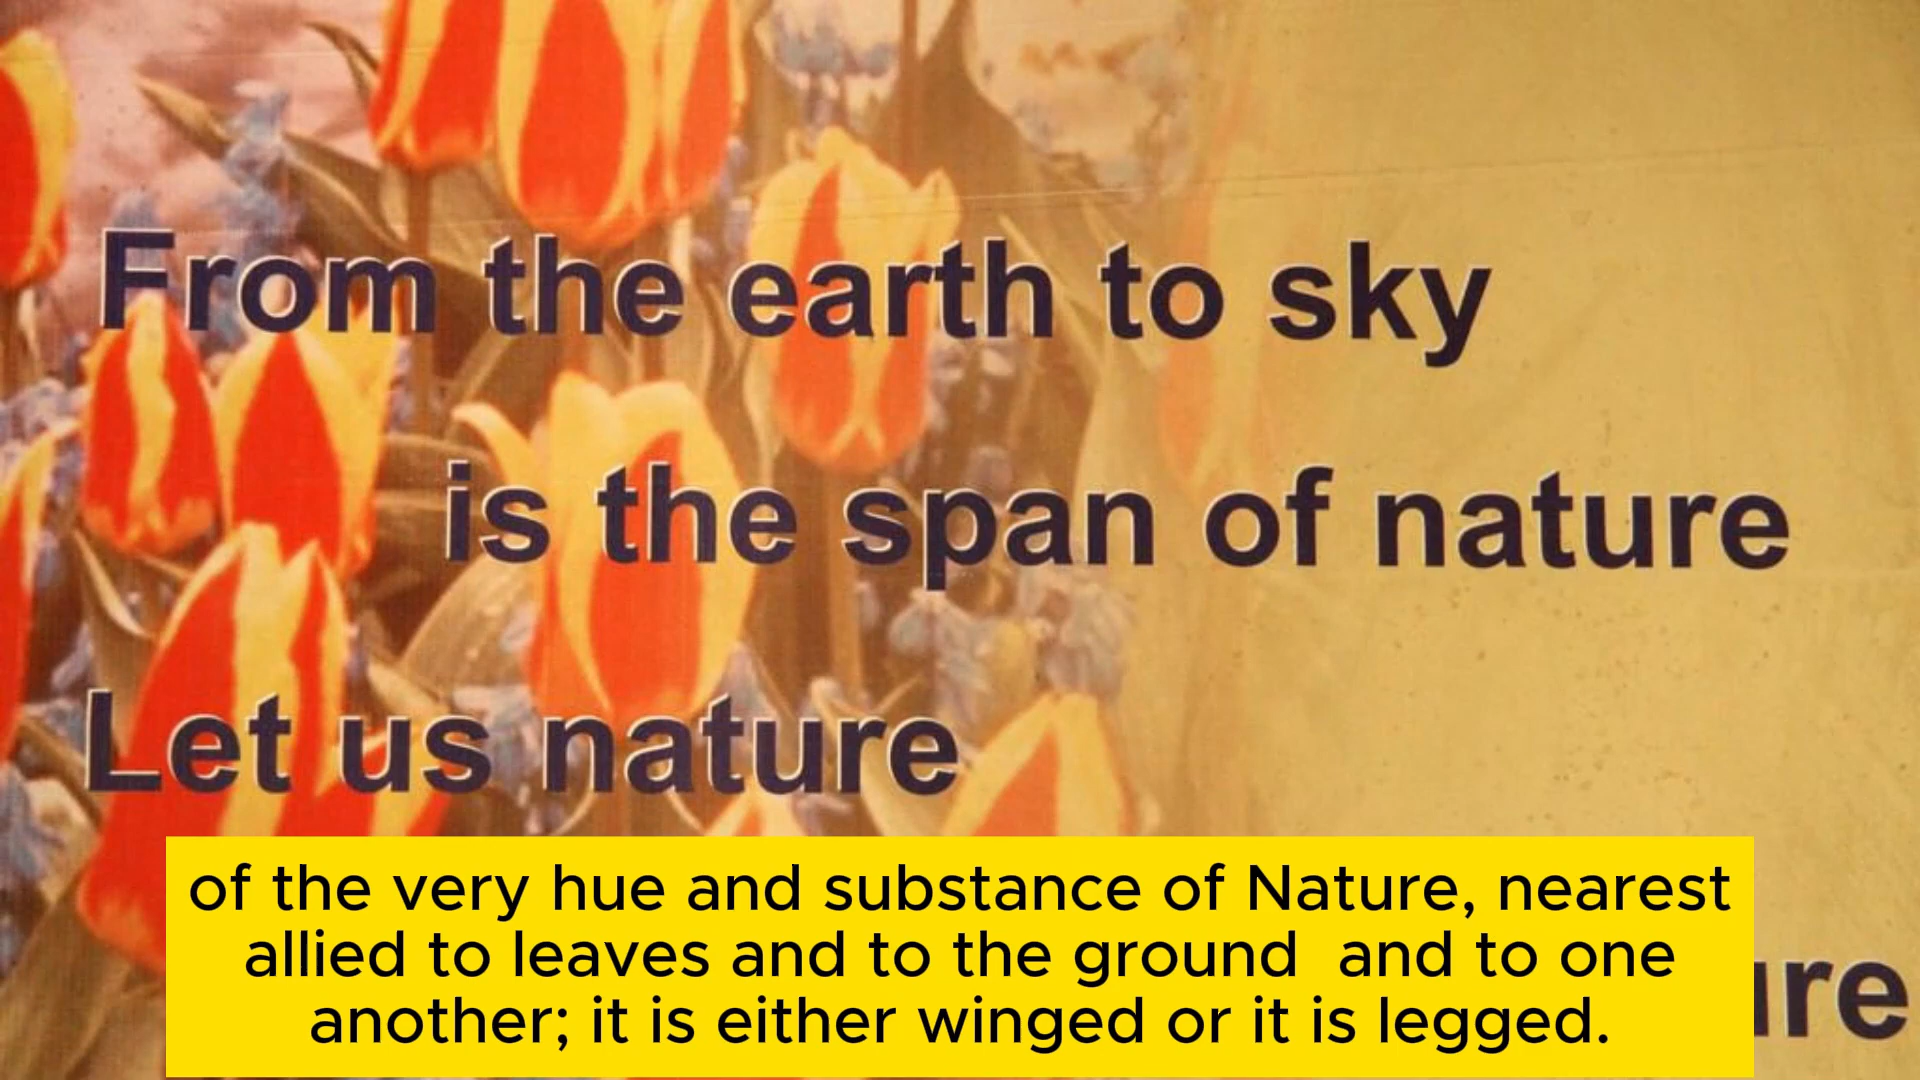 From the earth to sky
is the span of nature
Let us nature
of the very hue and substance of Nature, nearest
allied to leaves and to the ground and to one
another; it is either winged or it is legged.